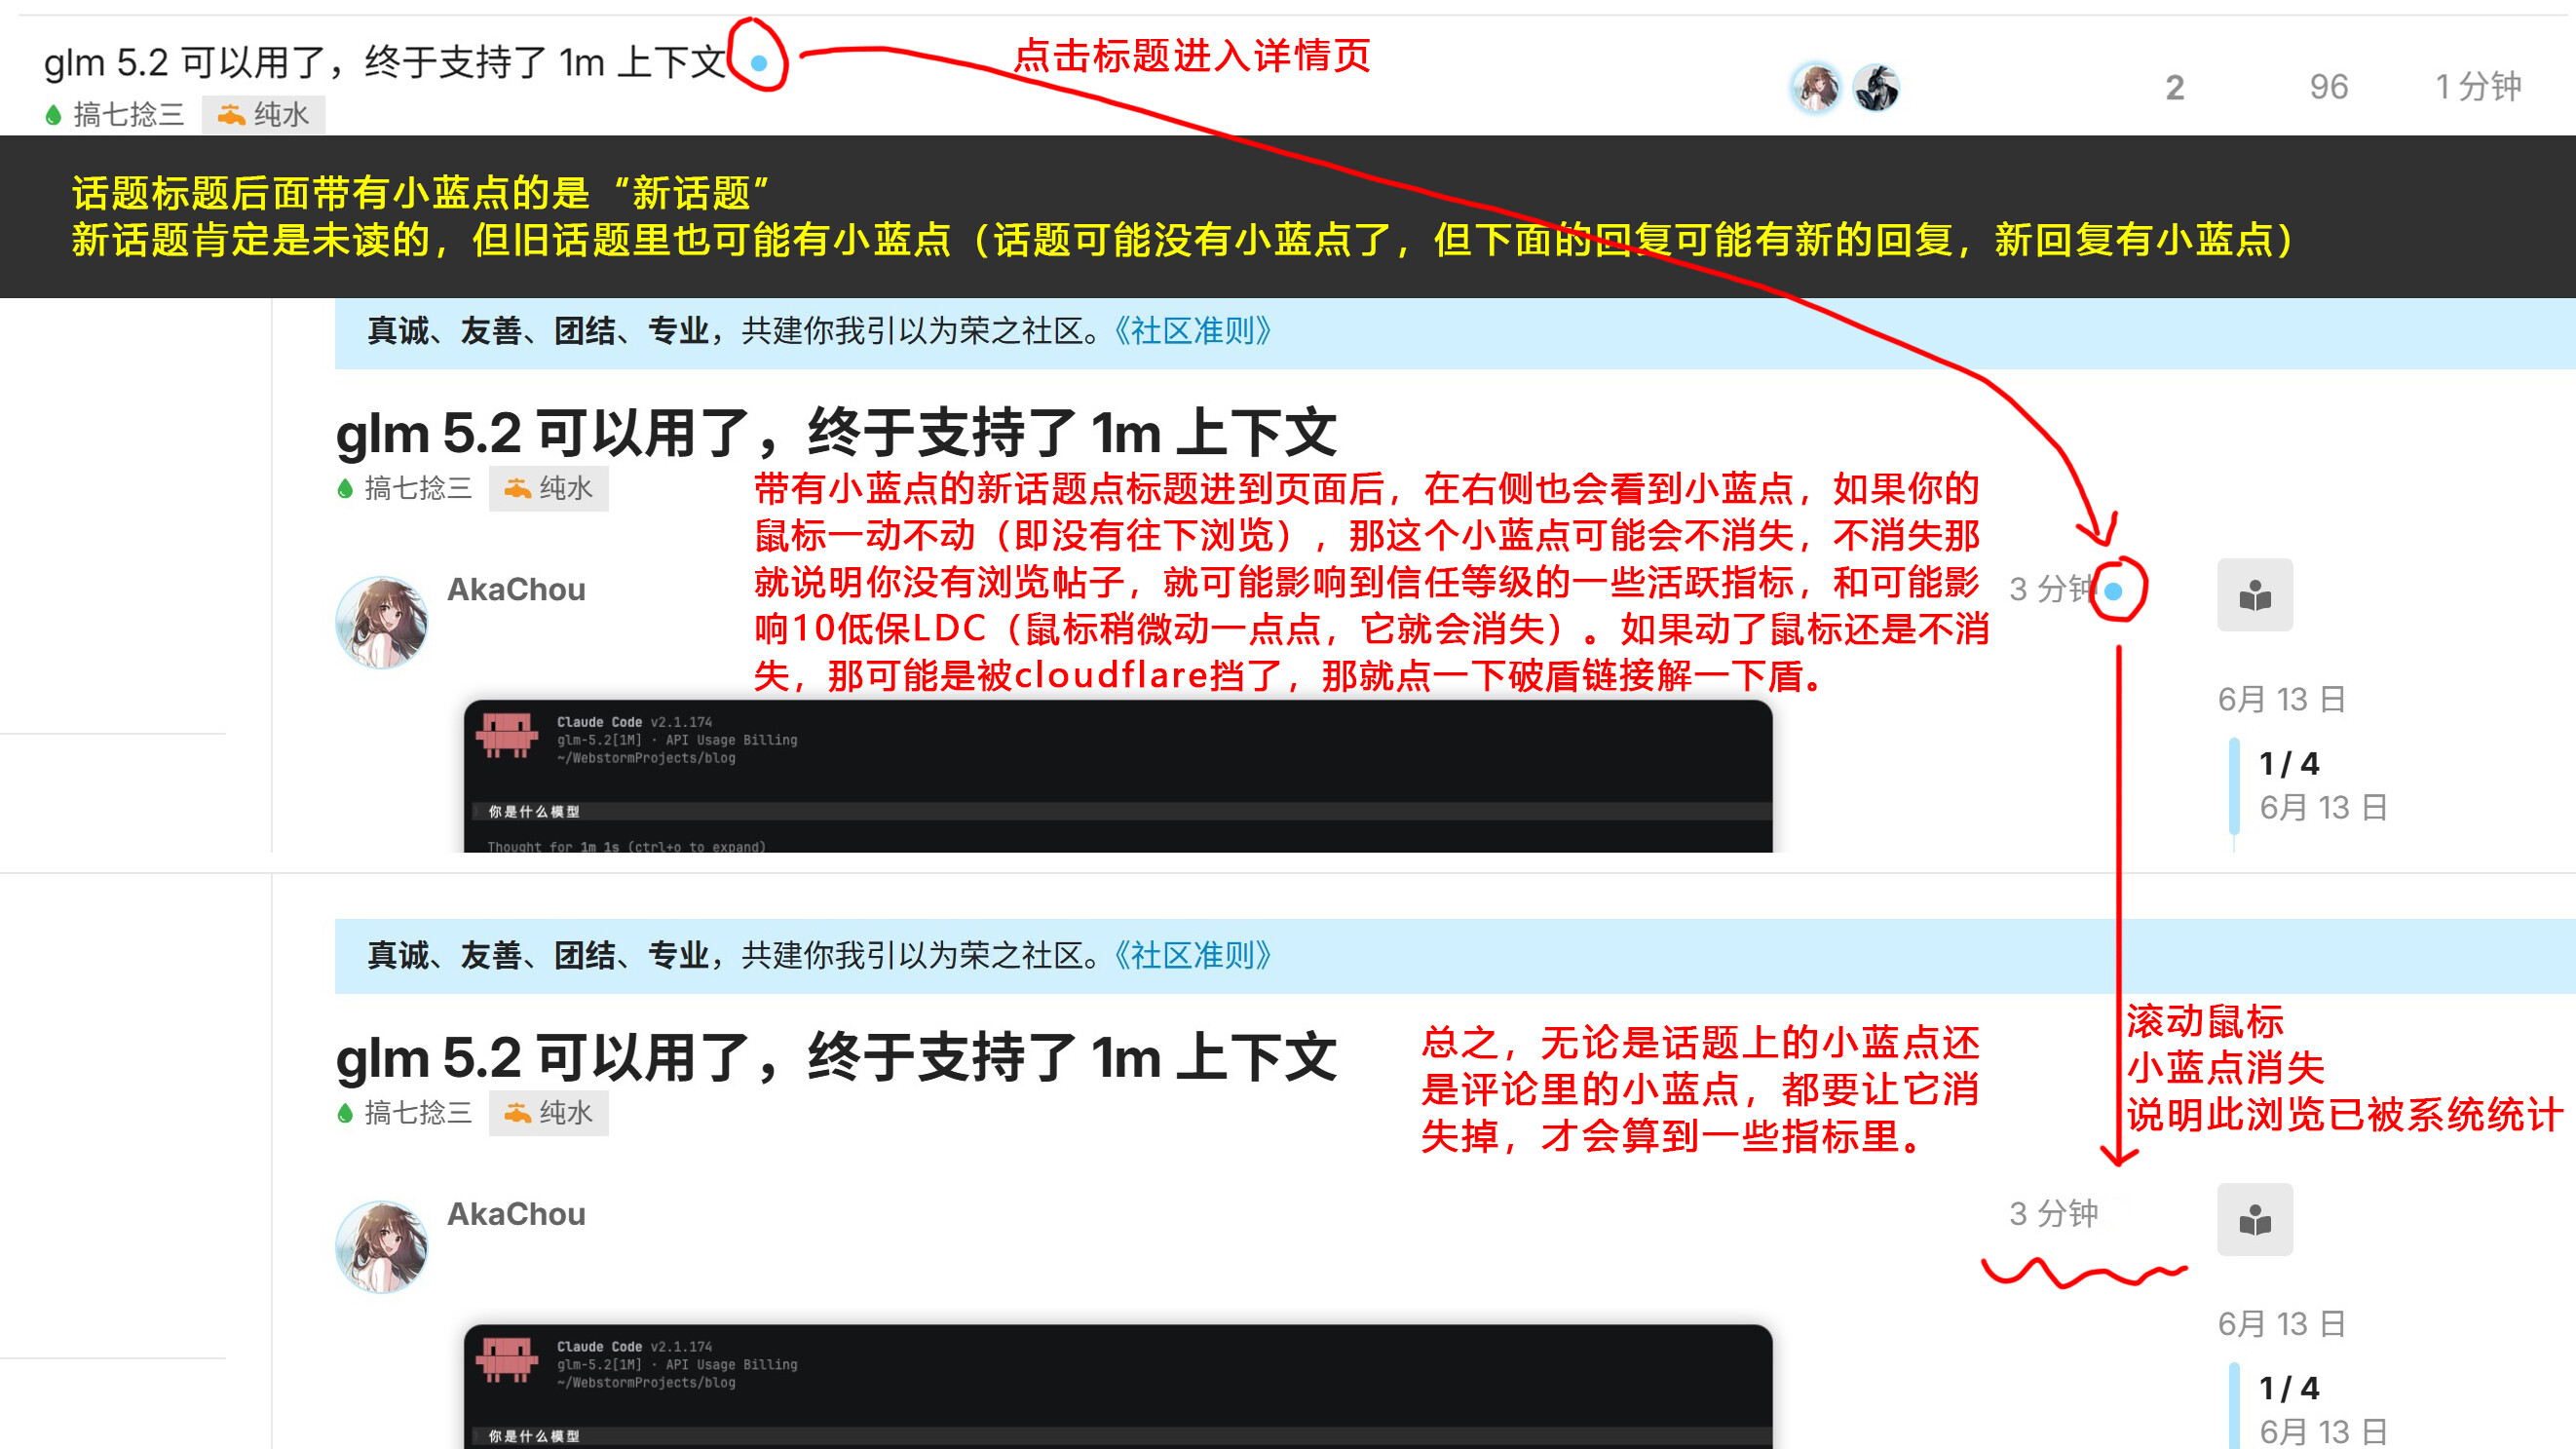 glm 5.2 可以用了，终于支持了 1m 上下文
点击标题进入详情页
2
96
1 分钟
搞七捻三
纯水
话题标题后面带有小蓝点的是“新话题”
新话题肯定是未读的，但旧话题里也可能有小蓝点（话题可能没有小蓝点了，但下面的回复可能有新的回复，新回复有小蓝点）
真诚、友善、团结、专业，共建你我引以为荣之社区。《社区准则》
glm 5.2 可以用了，终于支持了 1m 上下文
搞七捻三
纯水
带有小蓝点的新话题点标题进到页面后，在右侧也会看到小蓝点，如果你的
鼠标一动不动（即没有往下浏览），那这个小蓝点可能会不消失，不消失那
就说明你没有浏览帖子，就可能影响到信任等级的一些活跃指标，和可能影
响10低保LDC（鼠标稍微动一点点，它就会消失）。如果动了鼠标还是不消
失，那可能是被cloudflare挡了，那就点一下破盾链接解一下盾。
AkaChou
3 分钟
6月 13 日
1 / 4
6月 13 日
Claude Code v2.1.174
glm-5.2[1M] · API Usage Billing
~/WebstormProjects/blog
你是什么模型
Thought for 1m 1s (ctrl+o to expand)
真诚、友善、团结、专业，共建你我引以为荣之社区。《社区准则》
glm 5.2 可以用了，终于支持了 1m 上下文
搞七捻三
纯水
总之，无论是话题上的小蓝点还
是评论里的小蓝点，都要让它消
失掉，才会算到一些指标里。
滚动鼠标
小蓝点消失
说明此浏览已被系统统计
AkaChou
3 分钟
6月 13 日
1 / 4
6月 13 日
Claude Code v2.1.174
glm-5.2[1M] · API Usage Billing
~/WebstormProjects/blog
你是什么模型